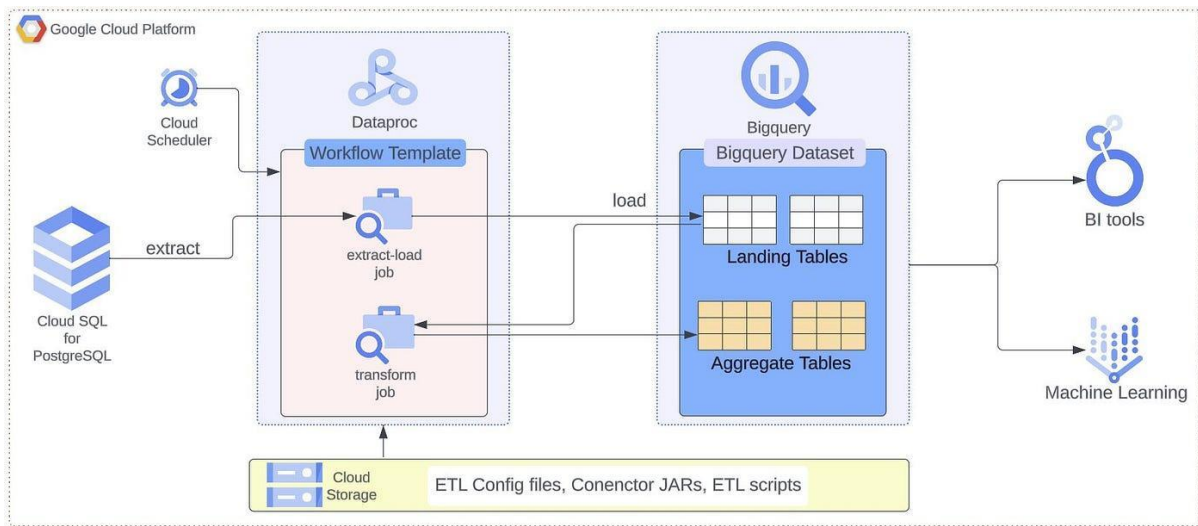 Google Cloud Platform
Cloud
Scheduler
Dataproc
Workflow Template
Bigquery
Bigquery Dataset
extract
extract-load
job
load
Landing Tables
Cloud SQL
for
PostgreSQL
transform
job
Aggregate Tables
BI tools
Machine Learning
Cloud
Storage
ETL Config files, Conenctor JARs, ETL scripts